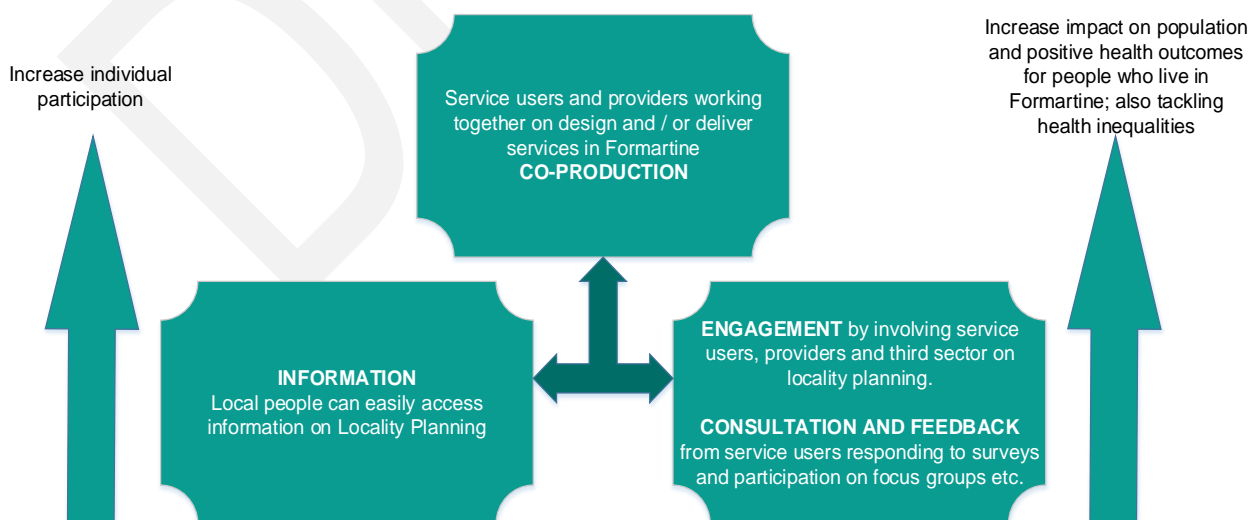 Increase individual
participation
Service users and providers working
together on design and / or deliver
services in Formartine
CO-PRODUCTION
Increase impact on population
and positive health outcomes
for people who live in
Formartine; also tackling
health inequalities
INFORMATION
Local people can easily access
information on Locality Planning
ENGAGEMENT by involving service
users, providers and third sector on
locality planning.
CONSULTATION AND FEEDBACK
from service users responding to surveys
and participation on focus groups etc.